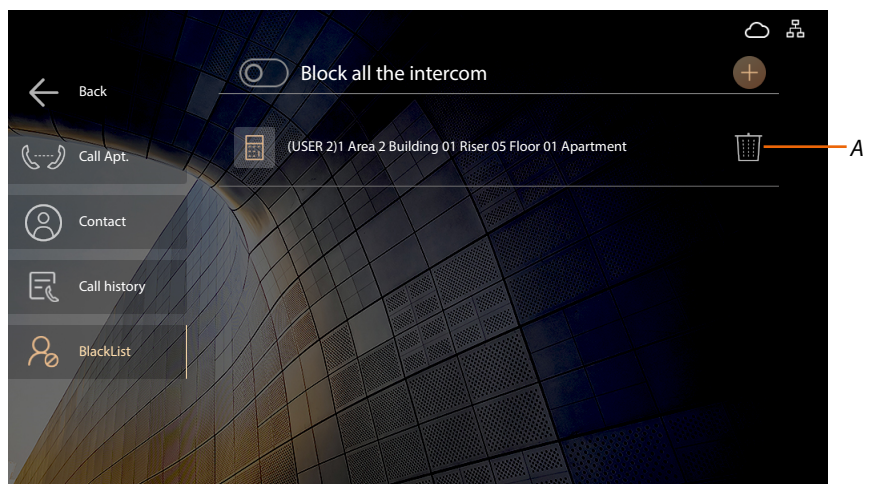 Block all the intercom
Back
(USER 2)1 Area 2 Building 01 Riser 05 Floor 01 Apartment
A
Call Apt.
Contact
Call history
BlackList